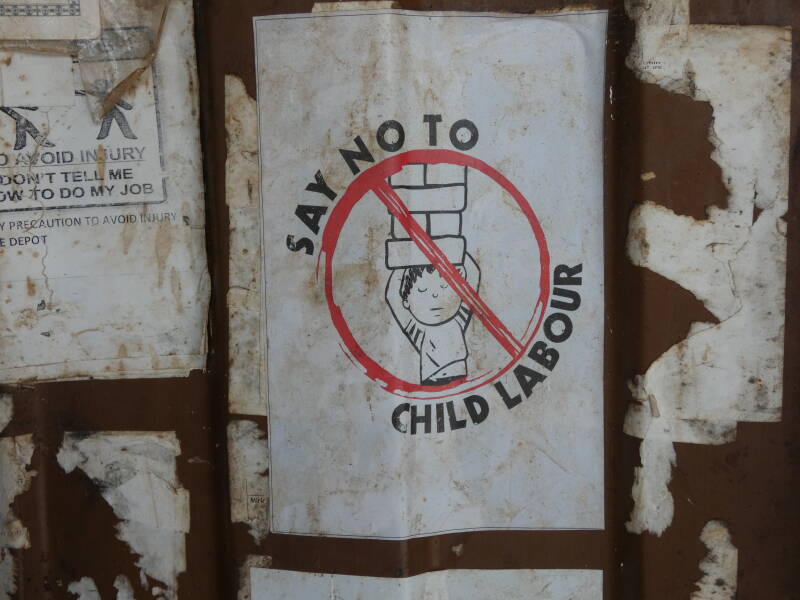 SAY NO TO
CHILD LABOUR
O AVOID INJURY
DON'T TELL ME
OW TO DO MY JOB
Y PRECAUTION TO AVOID INJURY
E DEPOT